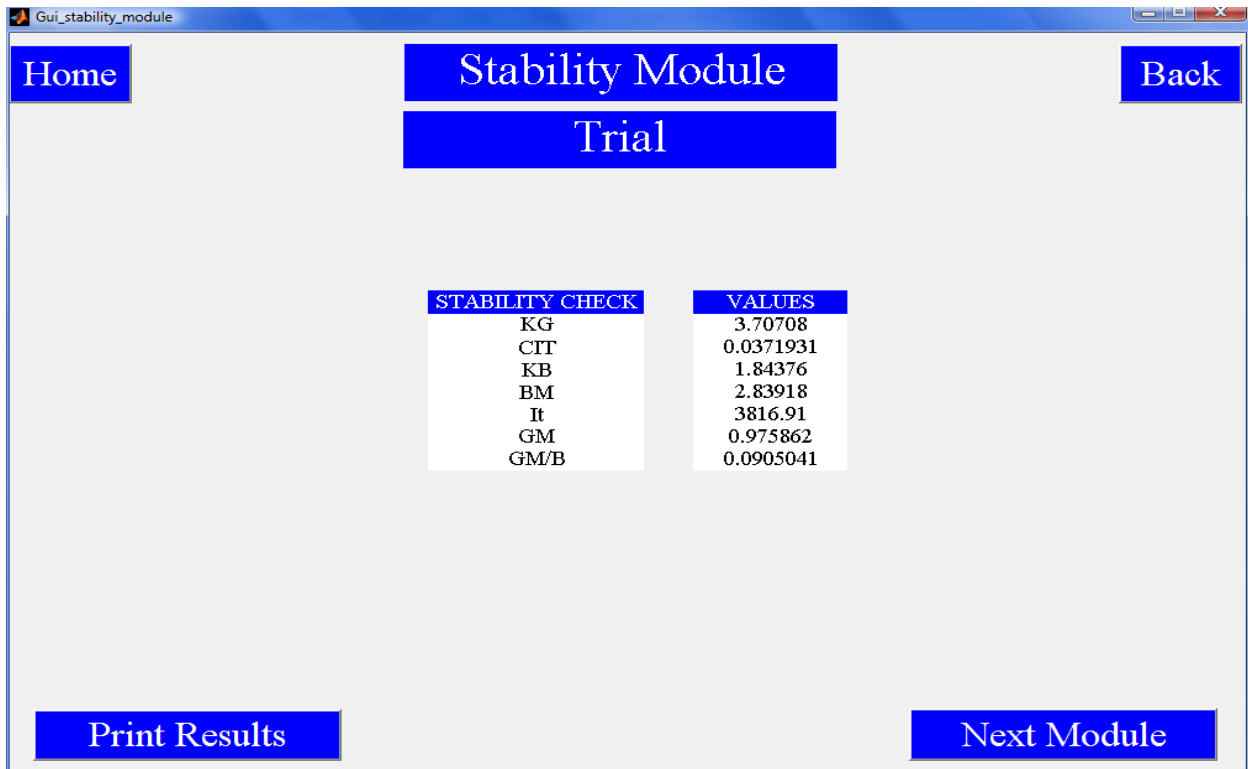 Gui_stability_module
Home
Stability Module
Back
Trial
STABILITY CHECK VALUES
KG 3.70708
CIT 0.0371931
KB 1.84376
BM 2.83918
It 3816.91
GM 0.975862
GM/B 0.0905041
Print Results
Next Module